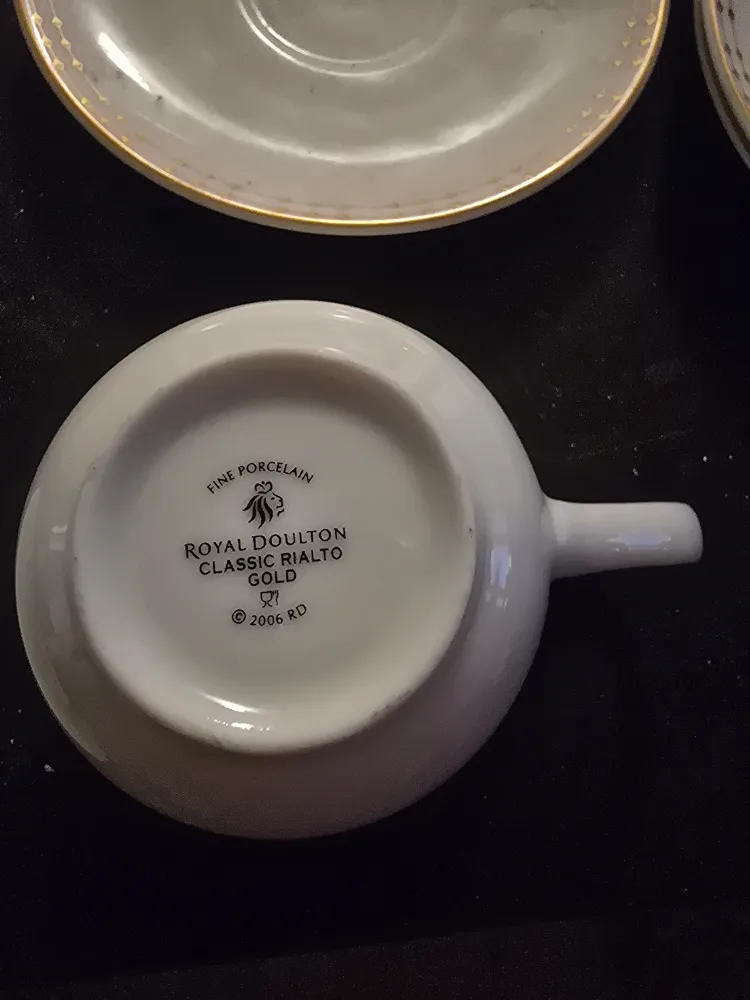 FINE PORCELAIN
ROYAL DOULTON
CLASSIC RIALTO
GOLD
© 2006 RD